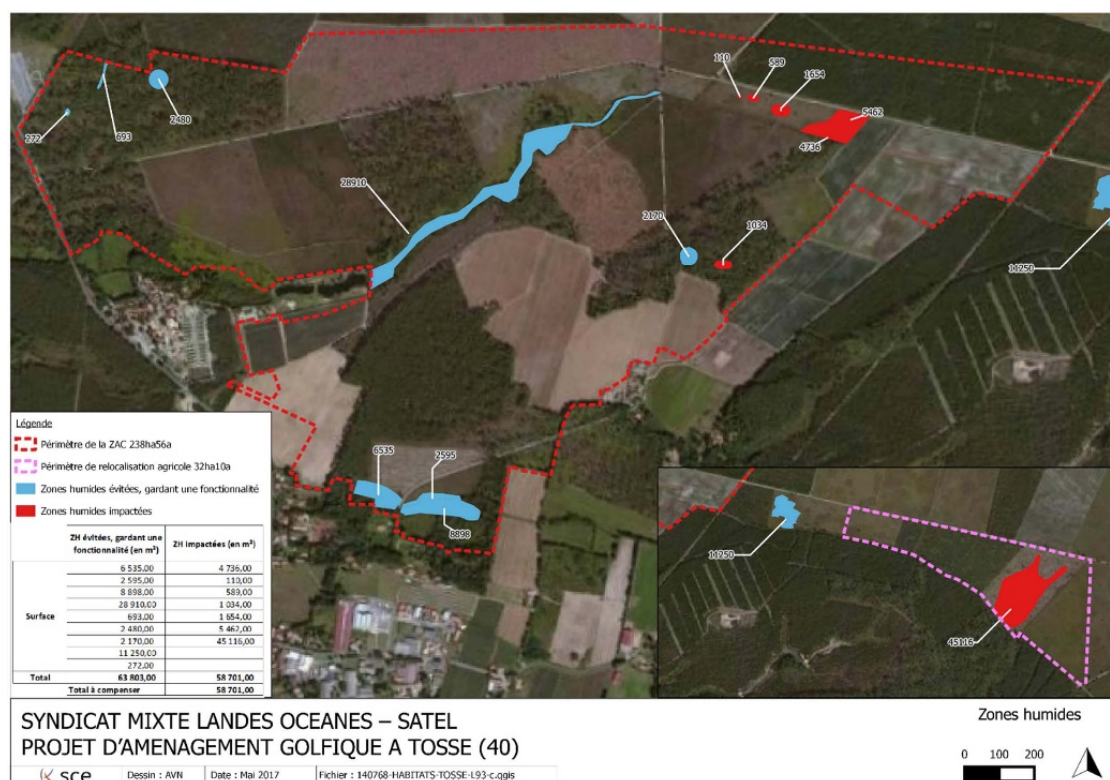 110
589
1654
5462
4736
2480
693
272
28910
2170
1034
11250
6535
2595
8898
Légende
Périmètre de la ZAC 238ha56a
Périmètre de relocalisation agricole 32ha10a
Zones humides évitées, gardant une fonctionnalité
Zones humides impactées
ZH évitées, gardant une fonctionnalité (en m²) ZH impactées (en m²)
Surface
6 535,00 4 736,00
2 595,00 110,00
8 898,00 589,00
28 910,00 1 034,00
693,00 1 654,00
2 480,00 5 462,00
2 170,00 45 116,00
11 250,00
272,00
Total 63 803,00 58 701,00
Total à compenser 58 701,00
11250
45116
SYNDICAT MIXTE LANDES OCEANES – SATEL
PROJET D'AMENAGEMENT GOLFIQUE A TOSSE (40)
Zones humides
0 100 200
sce Dessin : AVN Date : Mai 2017 Fichier : 140768-HABITATS-TOSSE-L93-c.qgis